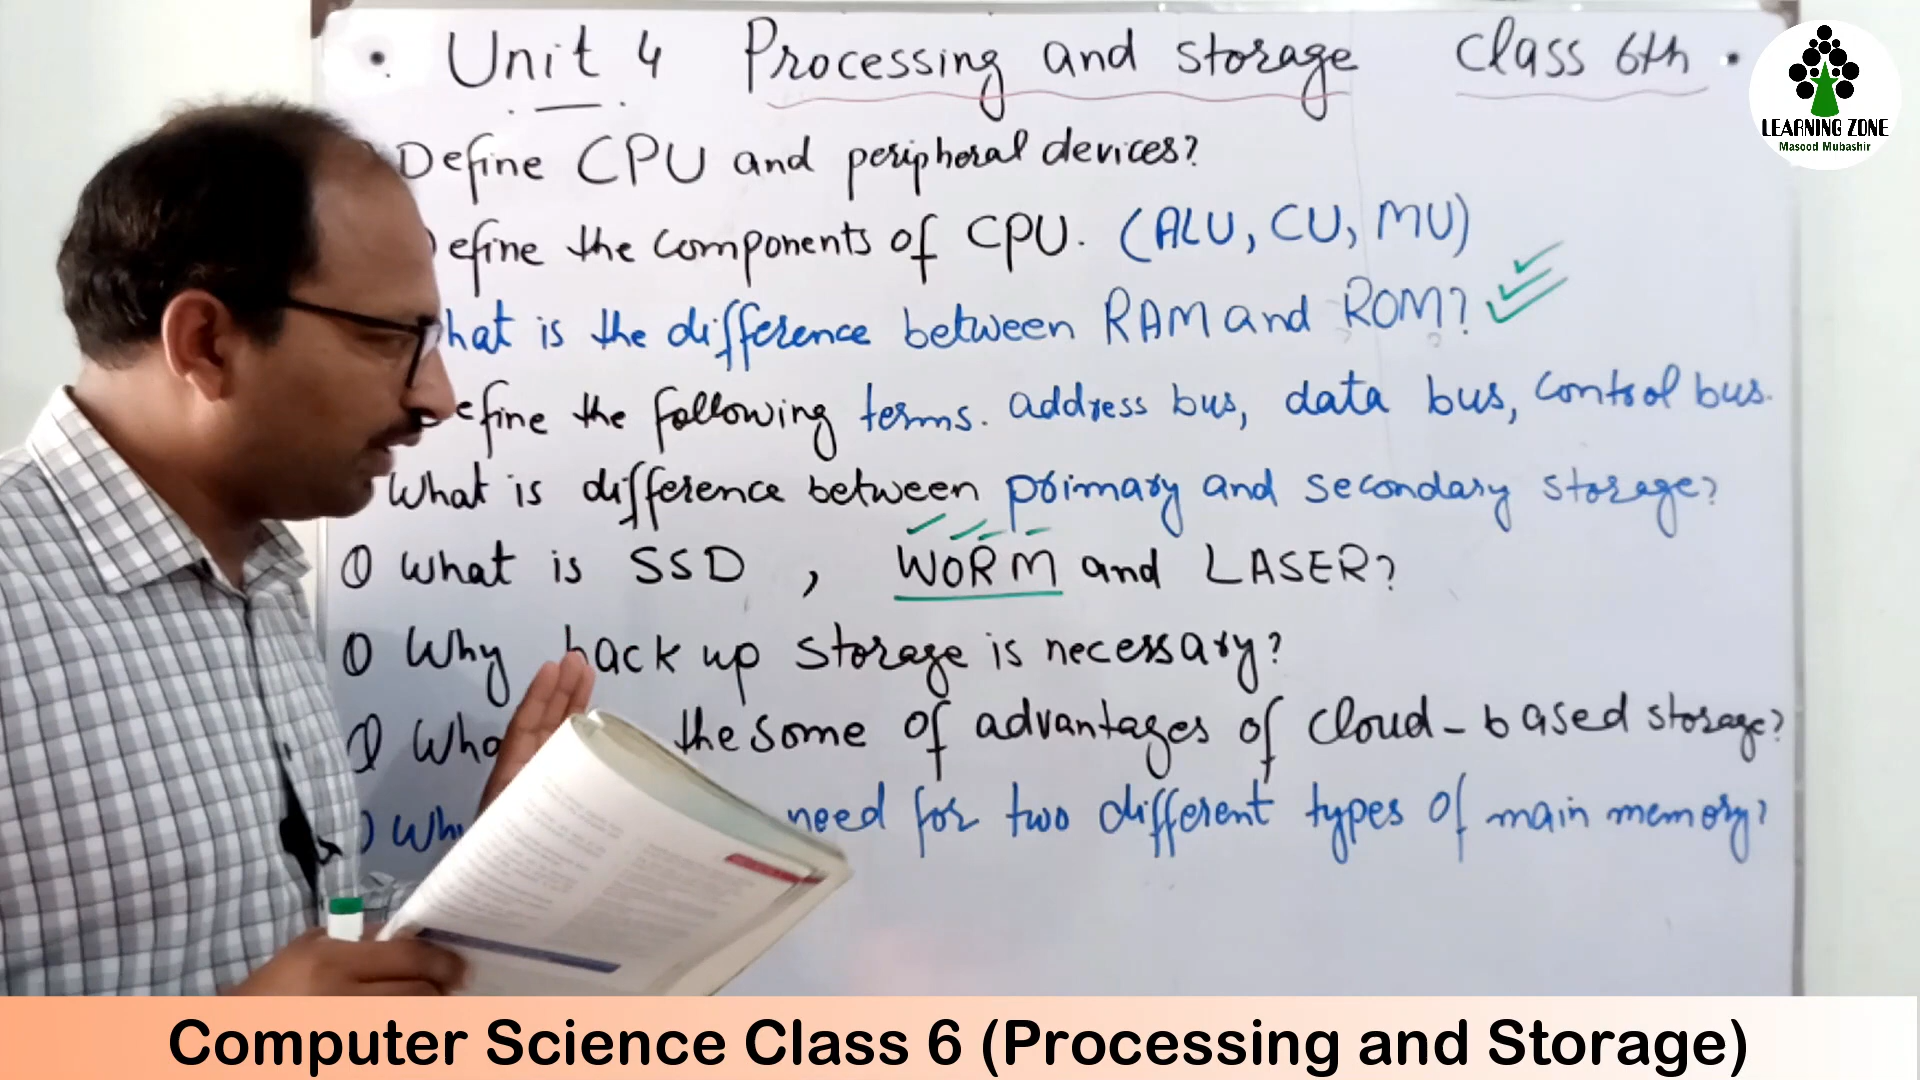 • Unit 4 Processing and storage Class 6th •
LEARNING ZONE
Masood Mubashir
Define CPU and peripheral devices?
efine the components of CPU. (ALU, CU, MU)
hat is the difference between RAM and ROM?
efine the following terms. address bus, data bus, control bus.
What is difference between primary and secondary storage?
What is SSD , WORM and LASER?
Why back up storage is necessary?
Wha the some of advantages of cloud-based storage?
Why need for two different types of main memory?
Computer Science Class 6 (Processing and Storage)